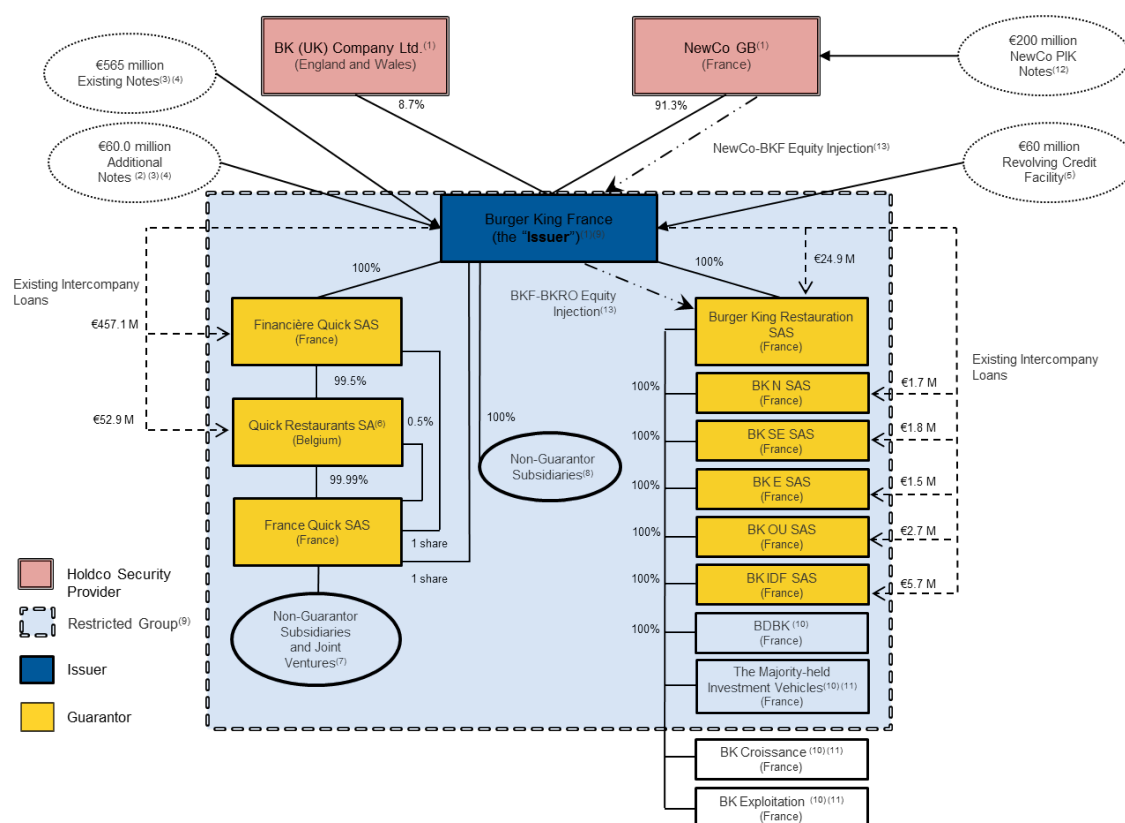 BK (UK) Company Ltd.(1)
(England and Wales)
NewCo GB(1)
(France)
€565 million
Existing Notes(3) (4)
€200 million
NewCo PIK
Notes(12)
8.7%
91.3%
€60.0 million
Additional
Notes (2) (3) (4)
NewCo-BKF Equity Injection(13)
€60 million
Revolving Credit
Facility(5)
Burger King France
(the “Issuer”)(1)(9)
100%
100%
€24.9 M
Existing Intercompany
Loans
BKF-BKRO Equity
Injection(13)
€457.1 M
Financière Quick SAS
(France)
Burger King Restauration
SAS
(France)
Existing Intercompany
Loans
99.5%
100%
BK N SAS
(France)
€1.7 M
€52.9 M
Quick Restaurants SA(6)
(Belgium)
0.5%
100%
100%
BK SE SAS
(France)
€1.8 M
Non-Guarantor
Subsidiaries(8)
99.99%
100%
BK E SAS
(France)
€1.5 M
France Quick SAS
(France)
1 share
1 share
100%
BK OU SAS
(France)
€2.7 M
100%
BK IDF SAS
(France)
€5.7 M
Non-Guarantor
Subsidiaries
and Joint
Ventures(7)
100%
BDBK (10)
(France)
The Majority-held
Investment Vehicles(10) (11)
(France)
BK Croissance (10) (11)
(France)
BK Exploitation (10) (11)
(France)
Holdco Security
Provider
Restricted Group(9)
Issuer
Guarantor